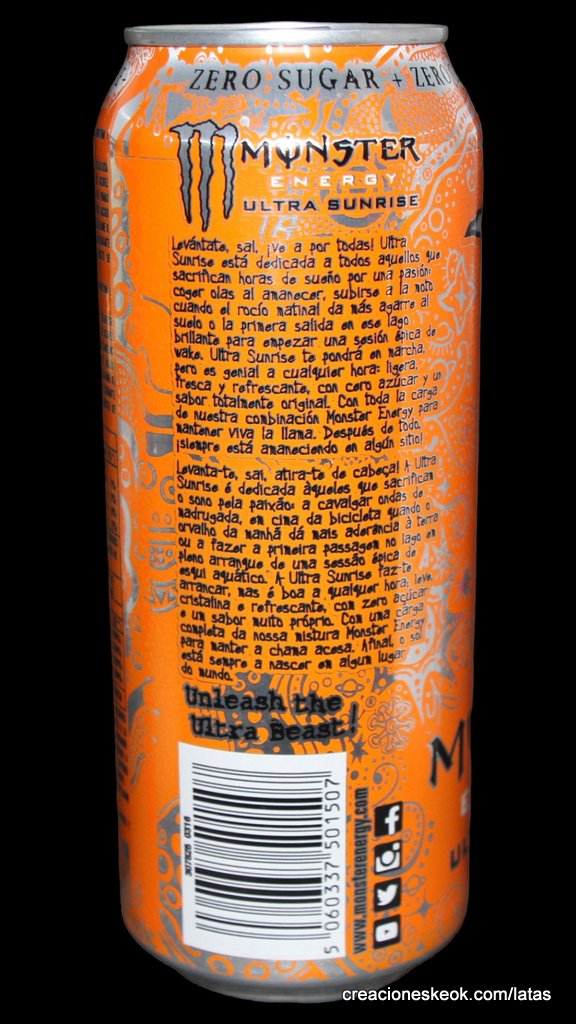 ZERO SUGAR + ZERO
MONSTER
ENERGY
ULTRA SUNRISE
Levántate, sal, ¡ve a por todas! Ultra
Sunrise está dedicada a todos aquellos que
sacrifican horas de sueño por una pasión:
coger olas al amanecer, subirse a la moto
cuando el rocío matinal da más agarre al
suelo o la primera salida en ese lago
brillante para empezar una sesión épica de
wake. Ultra Sunrise te pondrá en marcha,
pero es genial a cualquier hora: ligera,
fresca y refrescante, con cero azúcar y un
sabor totalmente original. Con toda la carga
de nuestra combinación Monster Energy para
mantener viva la llama. Después de todo,
¡siempre está amaneciendo en algún sitio!
Levanta-te, sai, atira-te de cabeça! A Ultra
Sunrise é dedicada àqueles que sacrificam
o sono pela paixão: a cavalgar ondas de
madrugada, em cima da bicicleta quando o
orvalho da manhã dá mais aderência à terra
ou a fazer a primeira passagem no lago em
pleno arranque de uma sessão épica de
esqui aquático. A Ultra Sunrise faz-te
arrancar, mas é boa a qualquer hora: leve,
cristalina e refrescante, com zero açúcar
e um sabor muito próprio. Com uma carga
completa da nossa mistura Monster Energy
para manter a chama acesa. Afinal, o sol
está sempre a nascer em algum lugar
do mundo.
Unleash the
Ultra Beast!
307826 0316
5 060337 501507
www.monsterenergy.com
creacioneskeok.com/latas